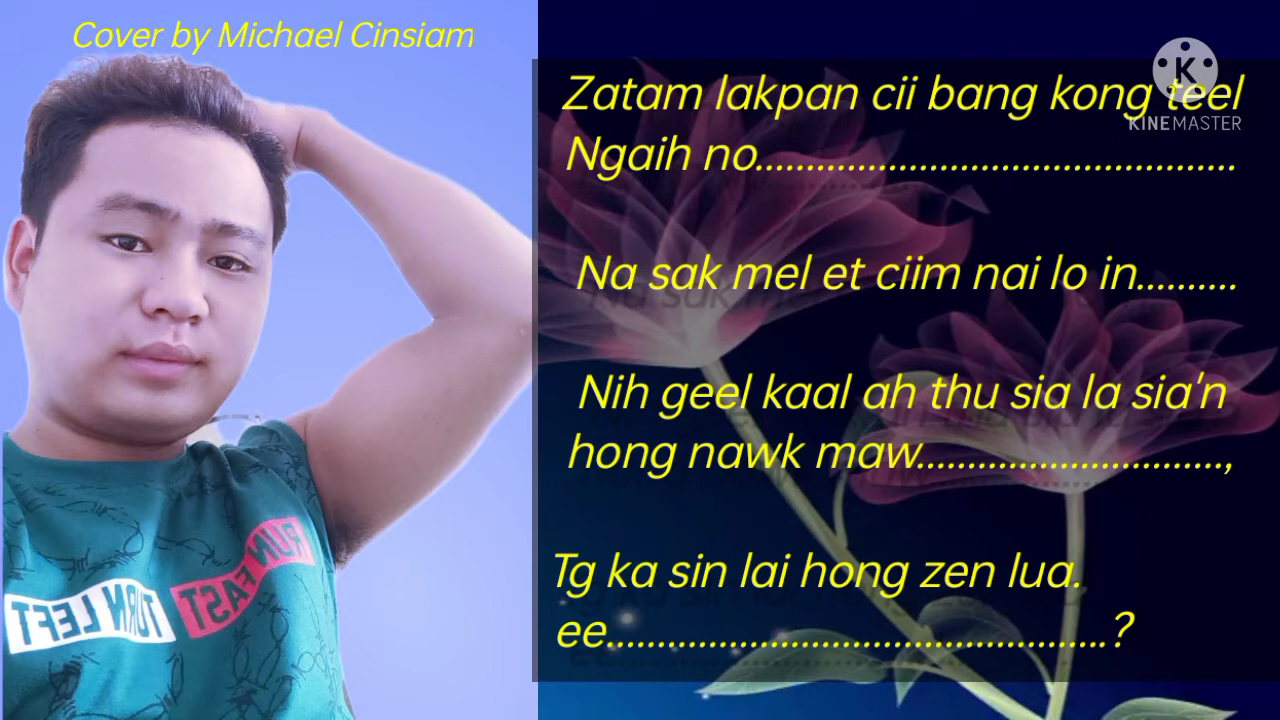 Cover by Michael Cinsiam
Zatam lakpan cii bang kong teel
Ngaih no................................................
Na sak mel et ciim nai lo in..........
Nih geel kaal ah thu sia la sia'n
hong nawk maw..............................,
Tg ka sin lai hong zen lua.
ee.................................................?
K
KINEMASTER
RUN FAST
TURN LEFT
RUN